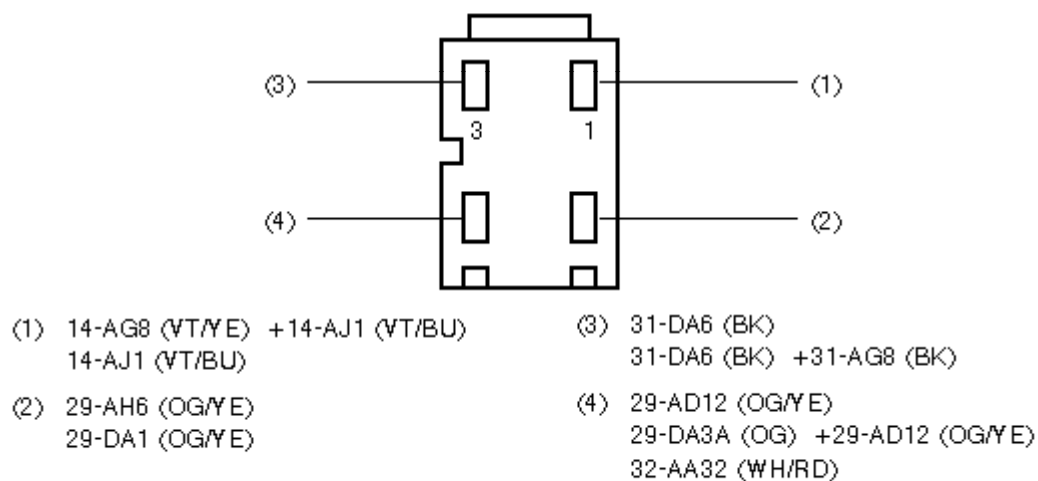 (3)
(1)
3
1
(4)
(2)
(1) 14-AG8 (VT/YE) +14-AJ1 (VT/BU)
14-AJ1 (VT/BU)
(2) 29-AH6 (OG/YE)
29-DA1 (OG/YE)
(3) 31-DA6 (BK)
31-DA6 (BK) +31-AG8 (BK)
(4) 29-AD12 (OG/YE)
29-DA3A (OG) +29-AD12 (OG/YE)
32-AA32 (WH/RD)